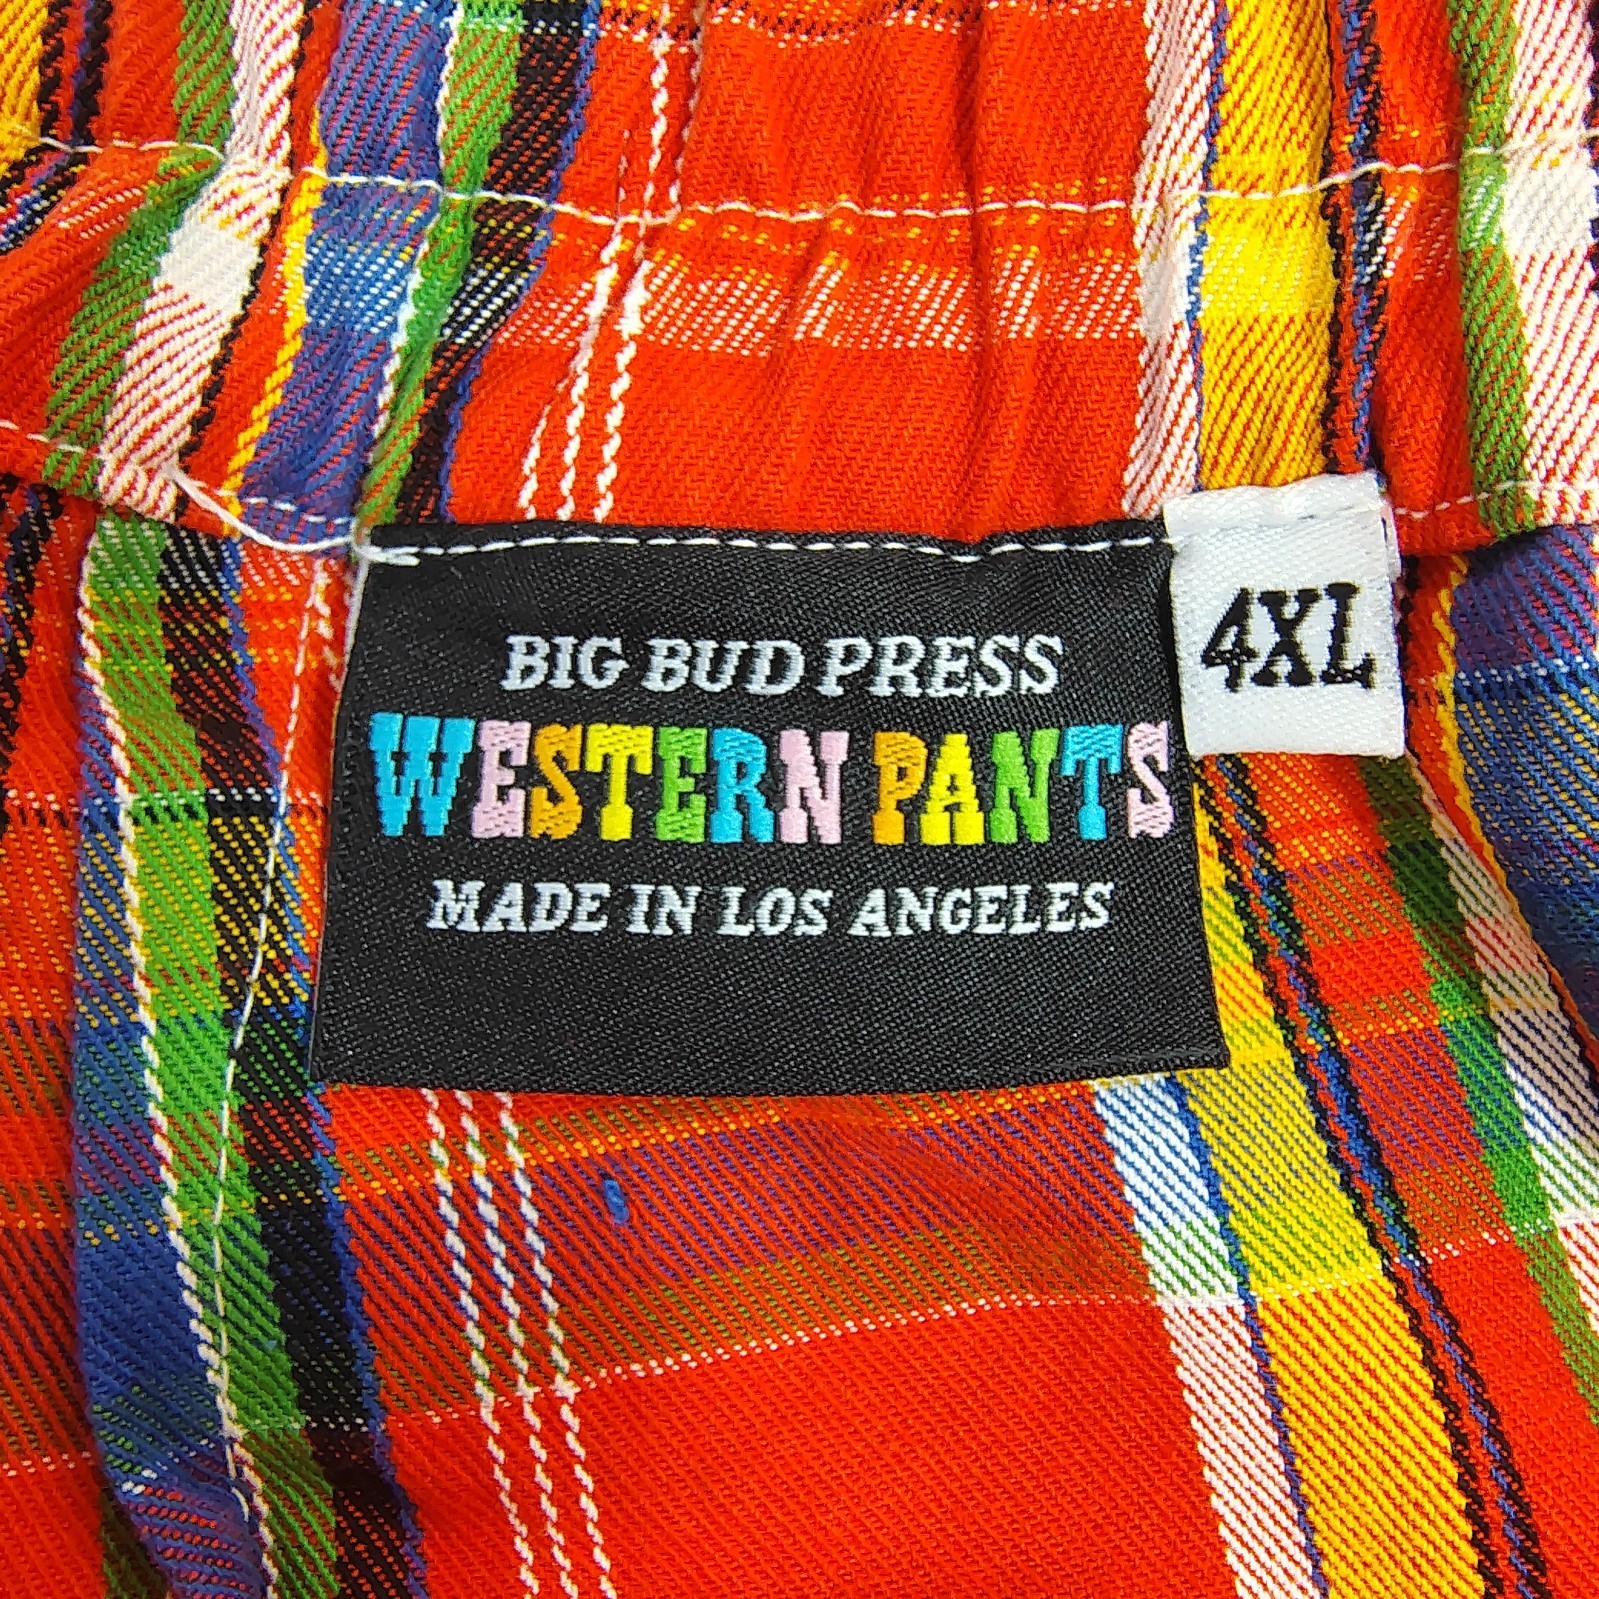 BIG BUD PRESS
WESTERN PANTS
MADE IN LOS ANGELES
4XL